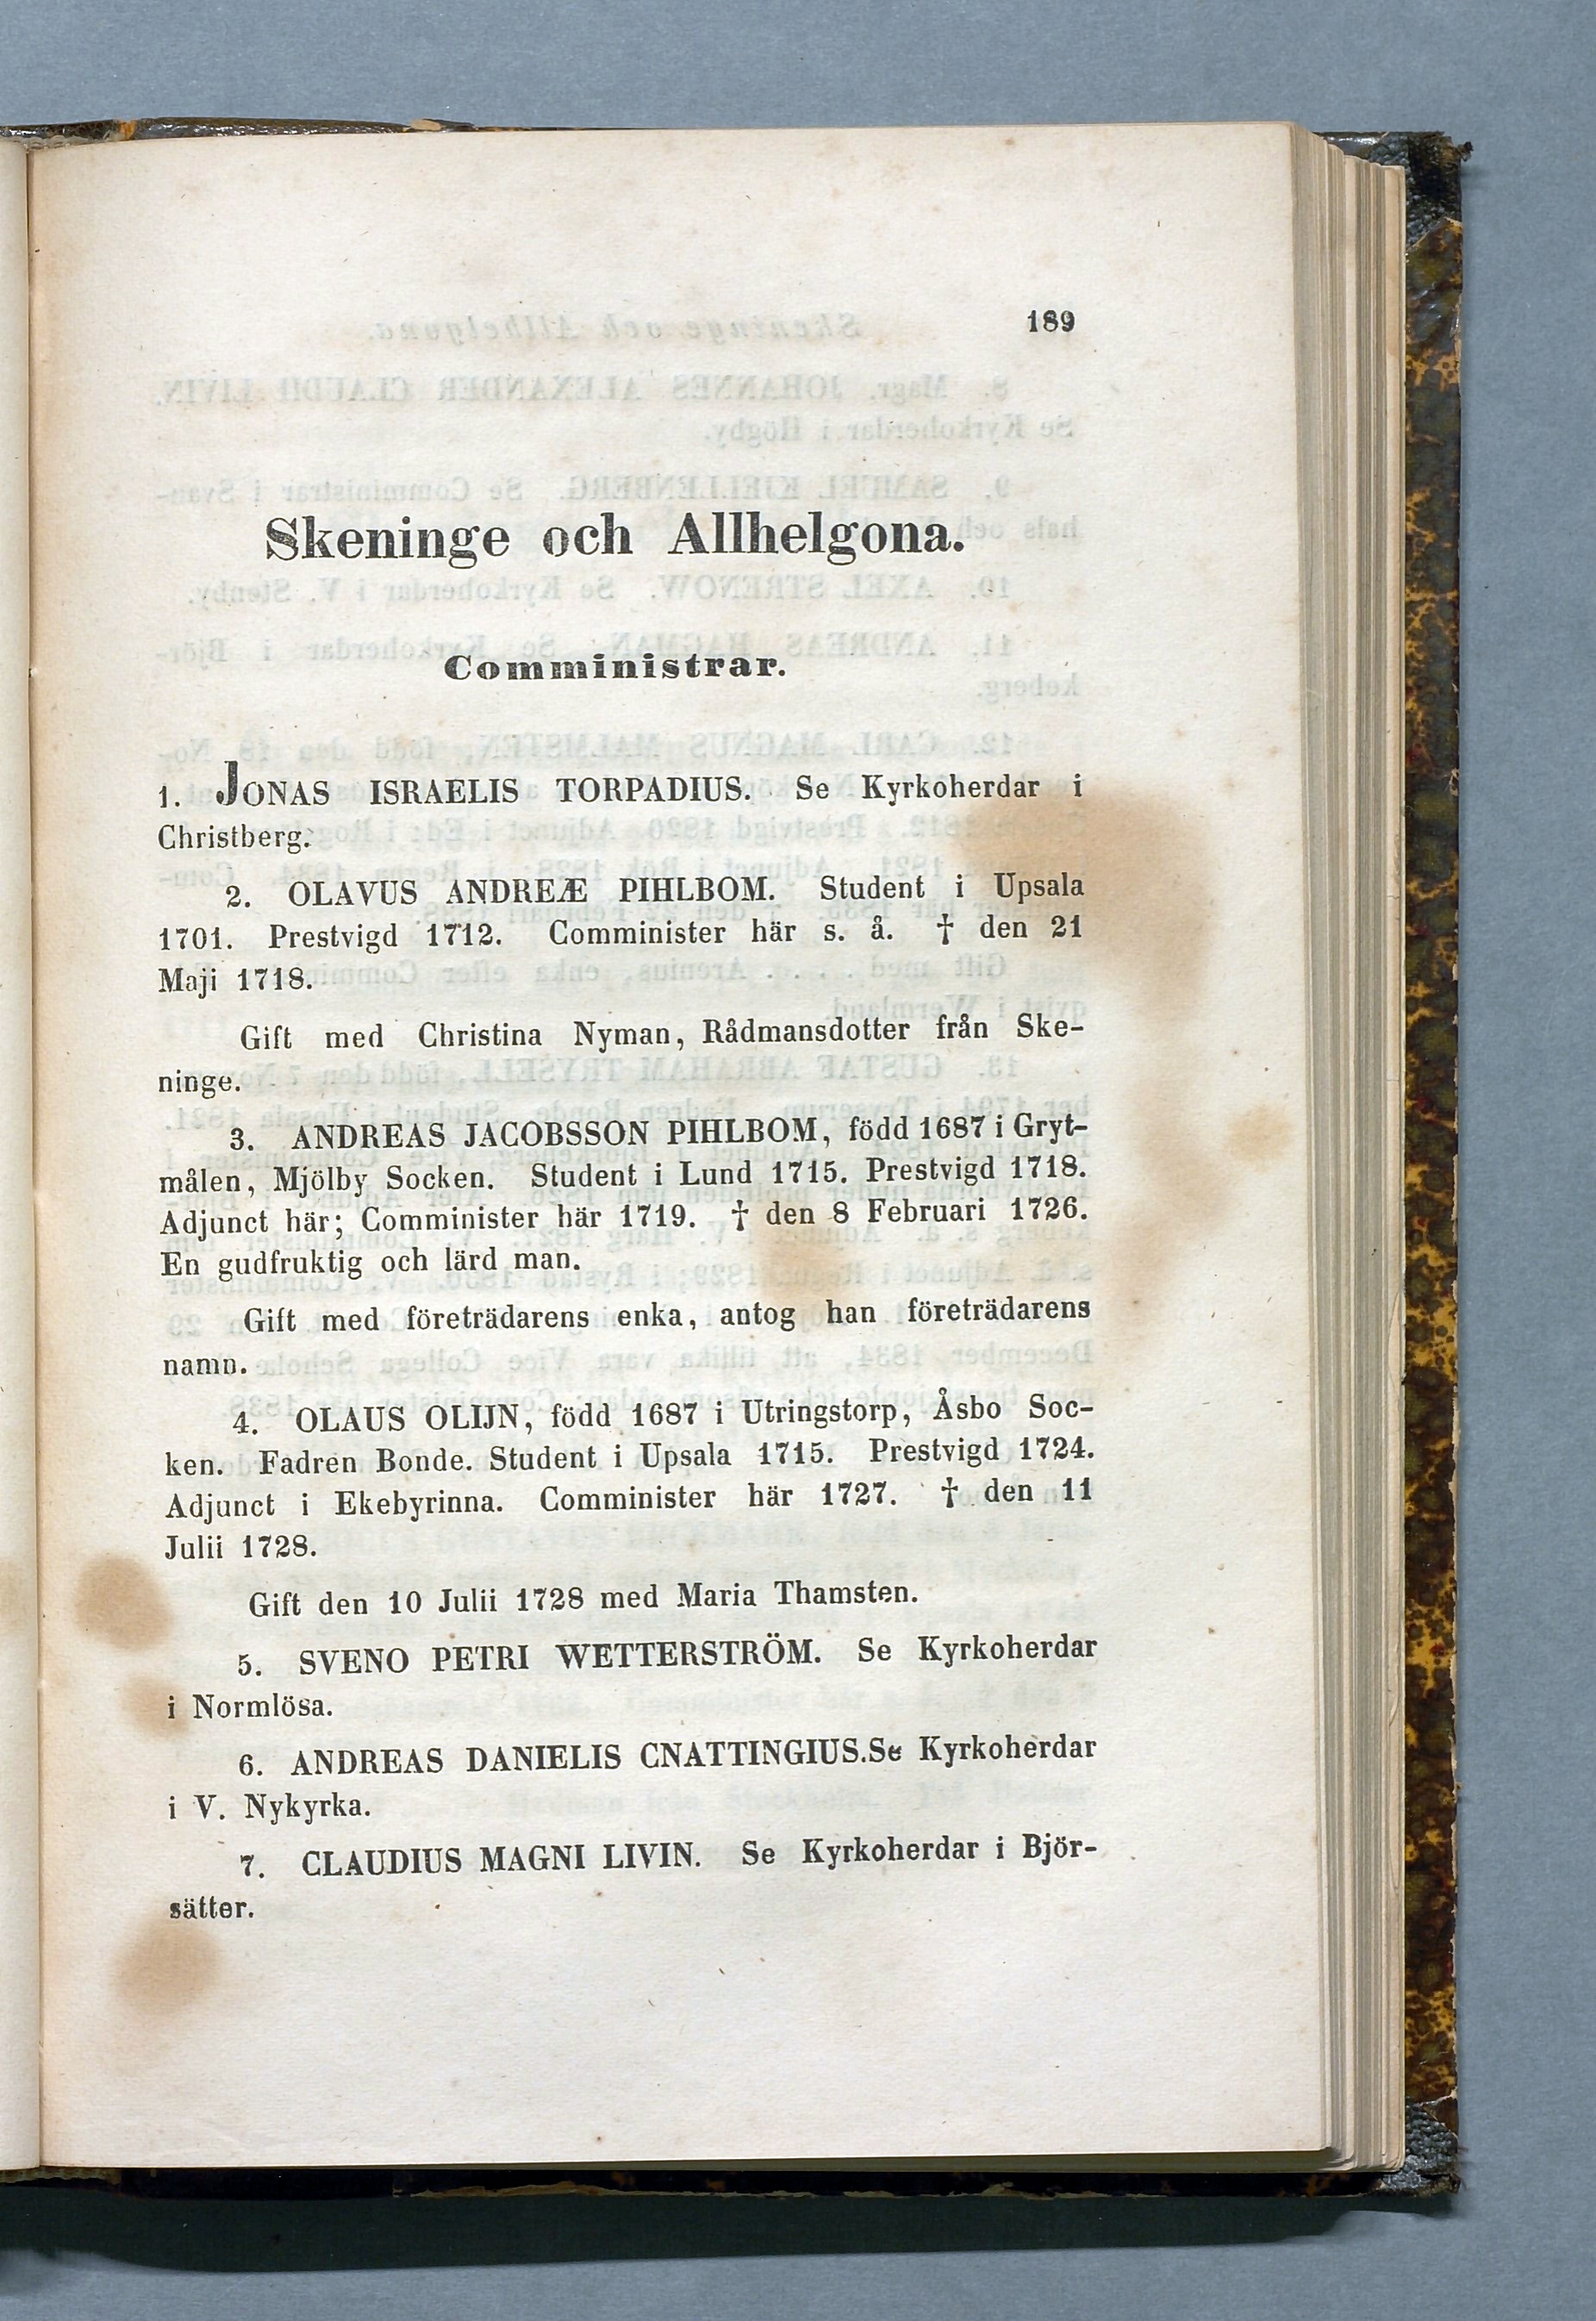 189
Skeninge och Allhelgona.
Comministrar.
1. JONAS ISRAELIS TORPADIUS. Se Kyrkoherdar i
Christberg.
2. OLAVUS ANDREÆ PIHLBOM. Student i Upsala
1701. Prestvigd 1712. Comminister här s. å. † den 21
Maji 1718.
Gift med Christina Nyman, Rådmansdotter från Ske-
ninge.
3. ANDREAS JACOBSSON PIHLBOM, född 1687 i Gryt-
målen, Mjölby Socken. Student i Lund 1715. Prestvigd 1718.
Adjunct här; Comminister här 1719. † den 8 Februari 1726.
En gudfruktig och lärd man.
Gift med företrädarens enka, antog han företrädarens
namn.
4. OLAUS OLIJN, född 1687 i Utringstorp, Åsbo Soc-
ken. Fadren Bonde. Student i Upsala 1715. Prestvigd 1724.
Adjunct i Ekebyrinna. Comminister här 1727. † den 11
Julii 1728.
Gift den 10 Julii 1728 med Maria Thamsten.
5. SVENO PETRI WETTERSTRÖM. Se Kyrkoherdar
i Normlösa.
6. ANDREAS DANIELIS CNATTINGIUS.Se Kyrkoherdar
i V. Nykyrka.
7. CLAUDIUS MAGNI LIVIN. Se Kyrkoherdar i Björ-
sätter.